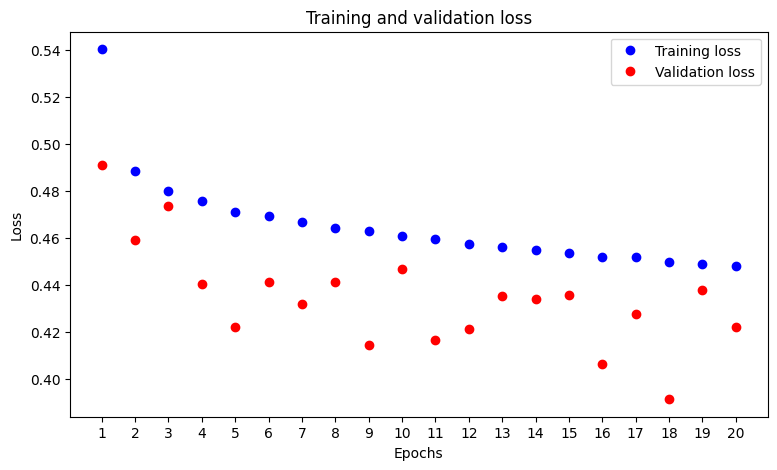 Training and validation loss
Training loss
Validation loss
0.54
0.52
0.50
0.48
0.46
0.44
0.42
0.40
Loss
1 2 3 4 5 6 7 8 9 10 11 12 13 14 15 16 17 18 19 20
Epochs